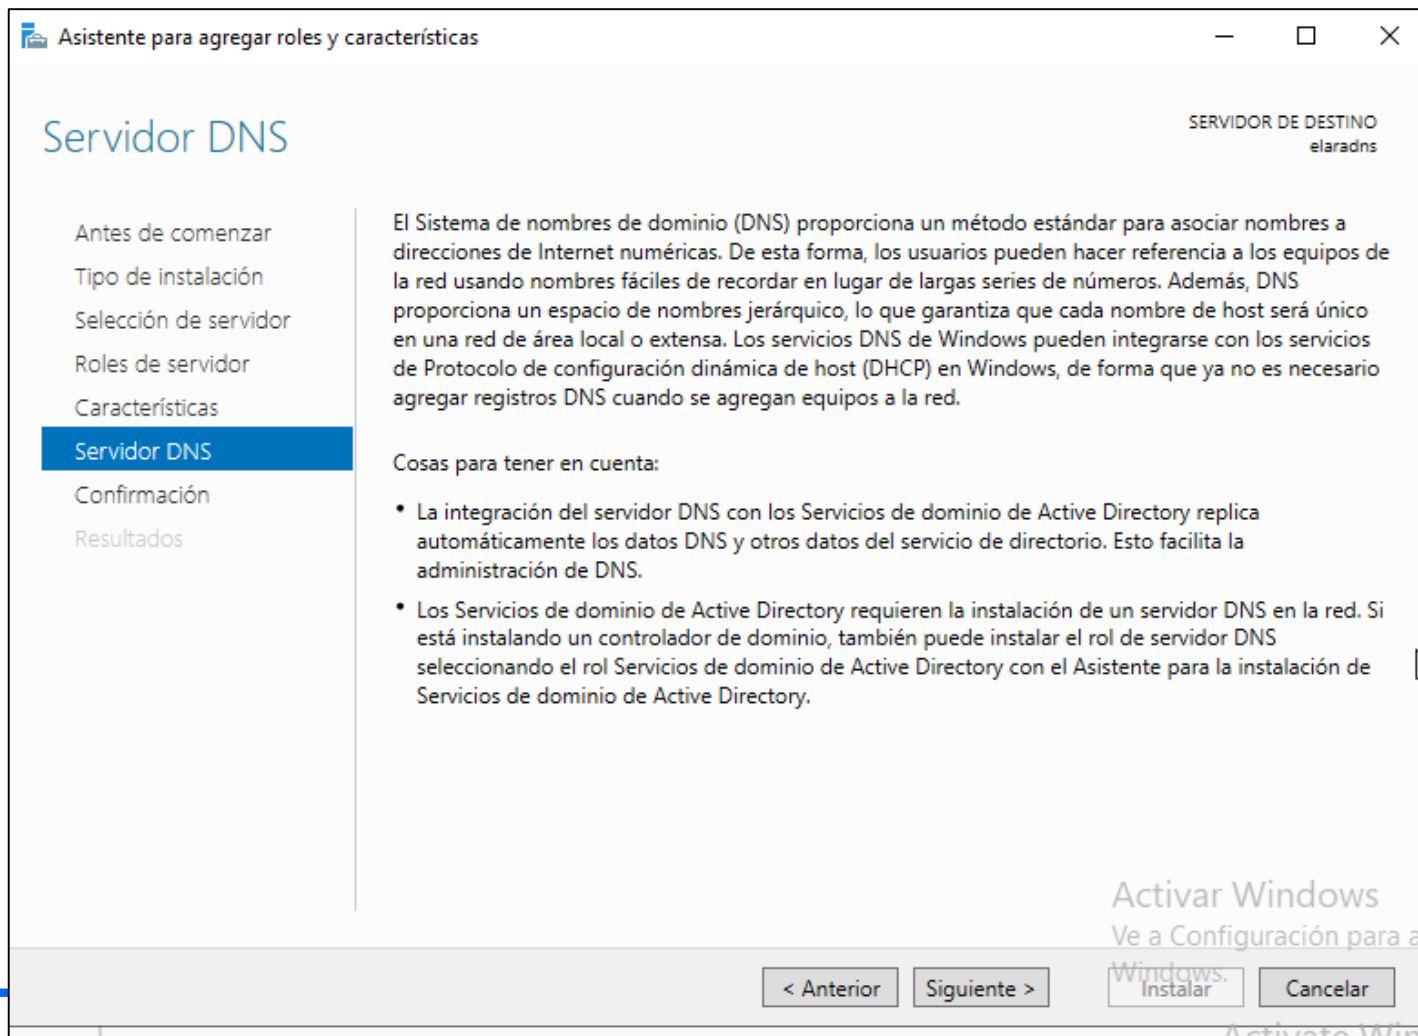 Asistente para agregar roles y características
Servidor DNS
SERVIDOR DE DESTINO
elaradns
Antes de comenzar
Tipo de instalación
Selección de servidor
Roles de servidor
Características
Servidor DNS
Confirmación
Resultados
El Sistema de nombres de dominio (DNS) proporciona un método estándar para asociar nombres a
direcciones de Internet numéricas. De esta forma, los usuarios pueden hacer referencia a los equipos de
la red usando nombres fáciles de recordar en lugar de largas series de números. Además, DNS
proporciona un espacio de nombres jerárquico, lo que garantiza que cada nombre de host será único
en una red de área local o extensa. Los servicios DNS de Windows pueden integrarse con los servicios
de Protocolo de configuración dinámica de host (DHCP) en Windows, de forma que ya no es necesario
agregar registros DNS cuando se agregan equipos a la red.
Cosas para tener en cuenta:
• La integración del servidor DNS con los Servicios de dominio de Active Directory replica
automáticamente los datos DNS y otros datos del servicio de directorio. Esto facilita la
administración de DNS.
• Los Servicios de dominio de Active Directory requieren la instalación de un servidor DNS en la red. Si
está instalando un controlador de dominio, también puede instalar el rol de servidor DNS
seleccionando el rol Servicios de dominio de Active Directory con el Asistente para la instalación de
Servicios de dominio de Active Directory.
Activar Windows
Ve a Configuración para a
Windows.
< Anterior
Siguiente >
Instalar
Cancelar